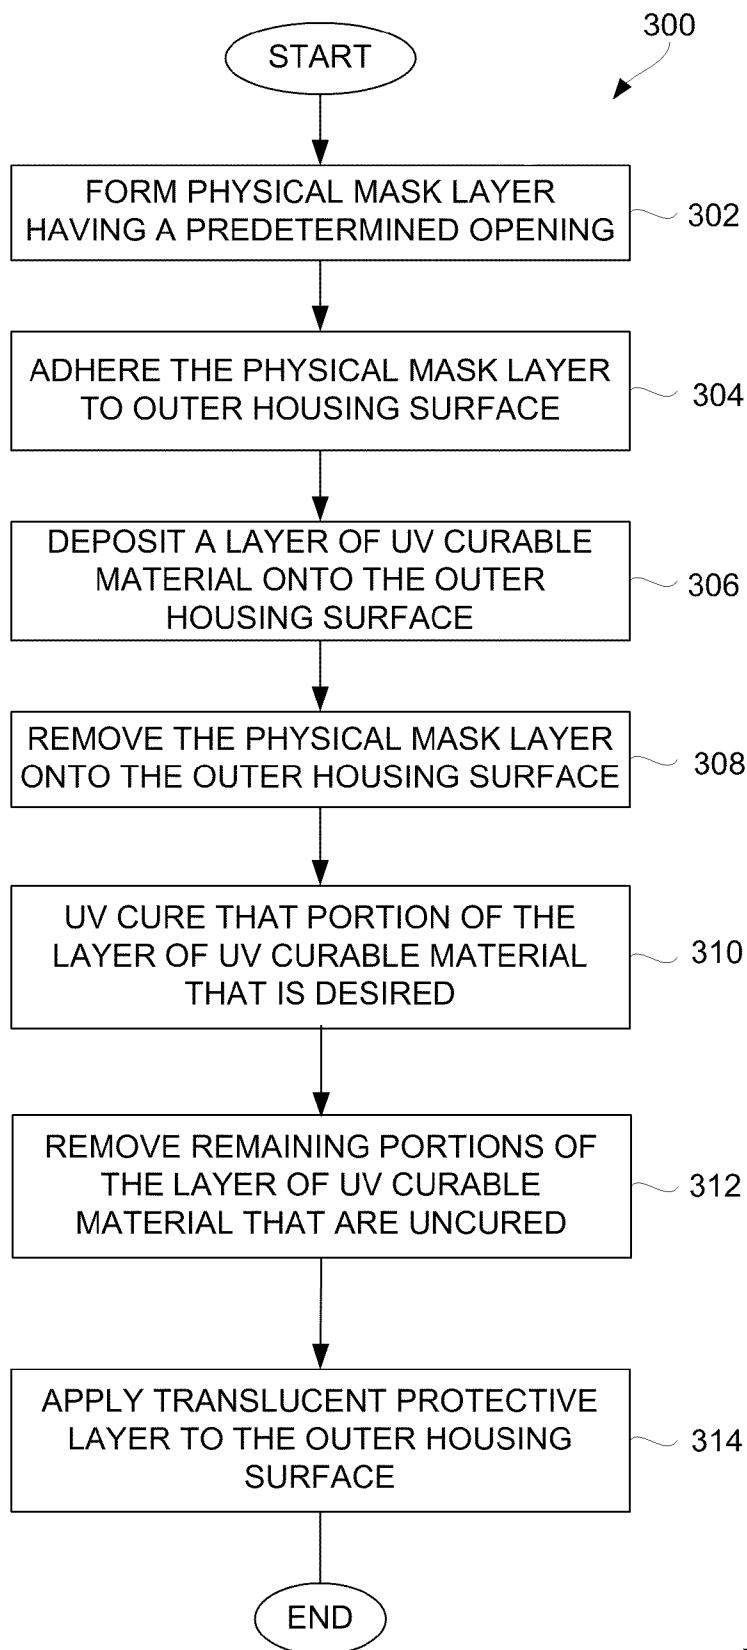 300
START
FORM PHYSICAL MASK LAYER
HAVING A PREDETERMINED OPENING
302
ADHERE THE PHYSICAL MASK LAYER
TO OUTER HOUSING SURFACE
304
DEPOSIT A LAYER OF UV CURABLE
MATERIAL ONTO THE OUTER
HOUSING SURFACE
306
REMOVE THE PHYSICAL MASK LAYER
ONTO THE OUTER HOUSING SURFACE
308
UV CURE THAT PORTION OF THE
LAYER OF UV CURABLE MATERIAL
THAT IS DESIRED
310
REMOVE REMAINING PORTIONS OF
THE LAYER OF UV CURABLE
MATERIAL THAT ARE UNCURED
312
APPLY TRANSLUCENT PROTECTIVE
LAYER TO THE OUTER HOUSING
SURFACE
314
END